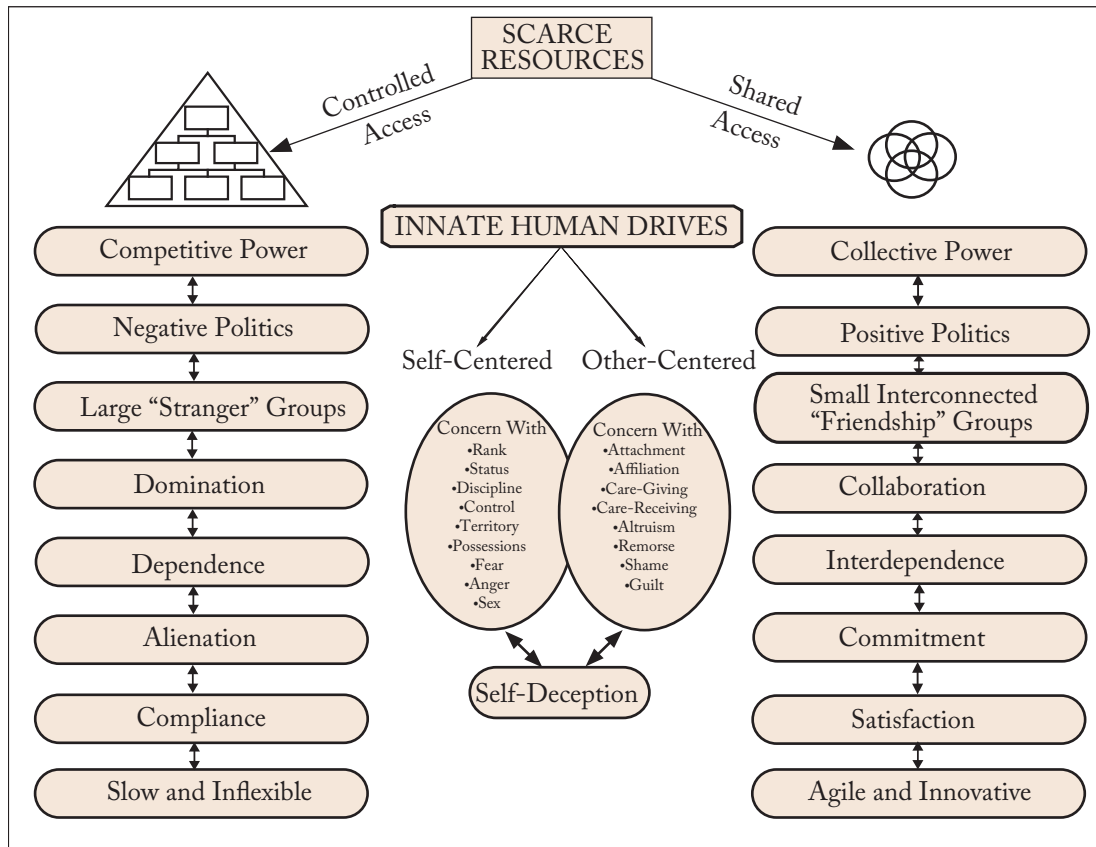 SCARCE
RESOURCES
Controlled
Access
Shared
Access
Competitive Power
Negative Politics
Large “Stranger” Groups
Domination
Dependence
Alienation
Compliance
Slow and Inflexible
INNATE HUMAN DRIVES
Self-Centered
Other-Centered
Concern With
•Rank
•Status
•Discipline
•Control
•Territory
•Possessions
•Fear
•Anger
•Sex
Concern With
•Attachment
•Affiliation
•Care-Giving
•Care-Receiving
•Altruism
•Remorse
•Shame
•Guilt
Self-Deception
Collective Power
Positive Politics
Small Interconnected
“Friendship” Groups
Collaboration
Interdependence
Commitment
Satisfaction
Agile and Innovative